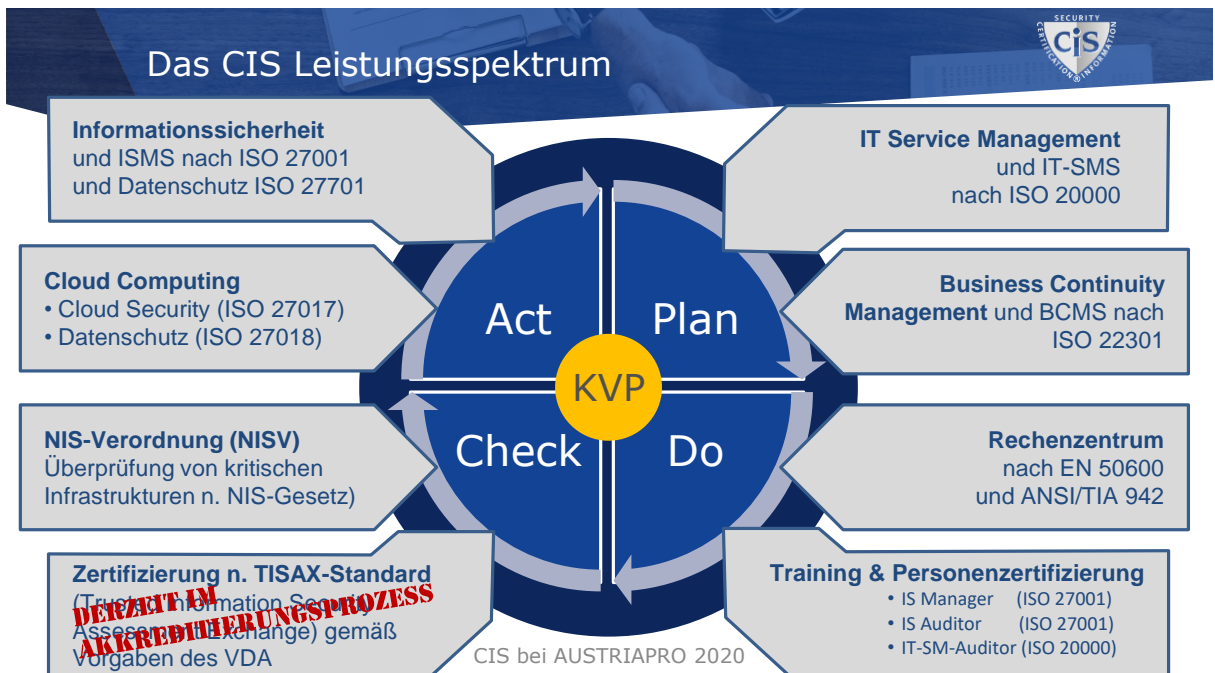 Das CIS Leistungsspektrum
SECURITY
CERTIFICATION & INFORMATION
CiS
Informationssicherheit
und ISMS nach ISO 27001
und Datenschutz ISO 27701
Cloud Computing
• Cloud Security (ISO 27017)
• Datenschutz (ISO 27018)
NIS-Verordnung (NISV)
Überprüfung von kritischen
Infrastrukturen n. NIS-Gesetz)
Zertifizierung n. TISAX-Standard
(Trusted Information Security
Assessment Exchange) gemäß
Vorgaben des VDA
DERZEIT IM
AKKREDITIERUNGSPROZESS
Act
Plan
KVP
Check
Do
IT Service Management
und IT-SMS
nach ISO 20000
Business Continuity
Management und BCMS nach
ISO 22301
Rechenzentrum
nach EN 50600
und ANSI/TIA 942
Training & Personenzertifizierung
• IS Manager (ISO 27001)
• IS Auditor (ISO 27001)
• IT-SM-Auditor (ISO 20000)
CIS bei AUSTRIAPRO 2020